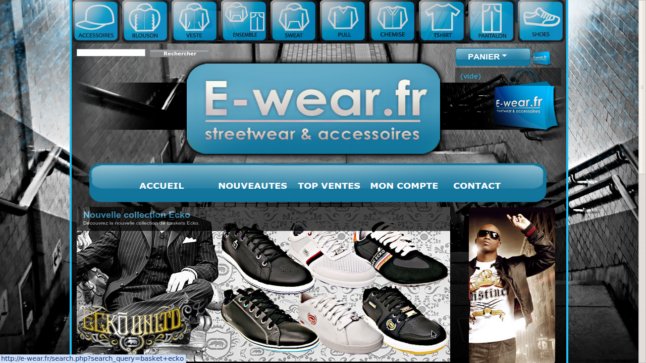 ACCESSOIRES BLOUSON VESTE ENSEMBLE SWEAT PULL CHEMISE TSHIRT PANTALON SHOES
Rechercher
PANIER
(vide)
E-wear.fr
streetwear & accessoires
E-wear.fr
streetwear & accessoires
ACCUEIL NOUVEAUTES TOP VENTES MON COMPTE CONTACT
Nouvelle collection Ecko
Découvrez la nouvelle collection de baskets Ecko
ECKO UNLTD
http://e-wear.fr/search.php?search_query=basket+ecko